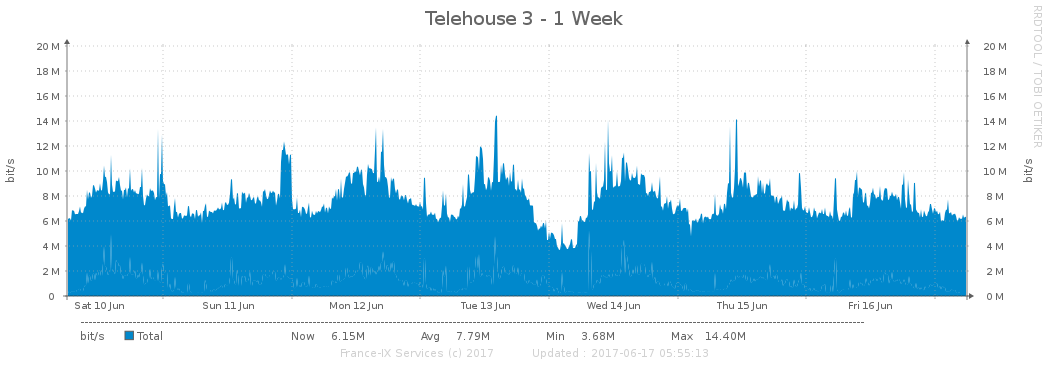 Telehouse 3 - 1 Week
RRDTOOL / TOBI OETIKER
20 M 20 M
18 M 18 M
16 M 16 M
14 M 14 M
12 M 12 M
10 M 10 M
8 M 8 M
6 M 6 M
4 M 4 M
2 M 2 M
0 0 M
bit/s bit/s
Sat 10 Jun Sun 11 Jun Mon 12 Jun Tue 13 Jun Wed 14 Jun Thu 15 Jun Fri 16 Jun
bit/s Total Now 6.15M Avg 7.79M Min 3.68M Max 14.40M
France-IX Services (c) 2017 Updated : 2017-06-17 05:55:13